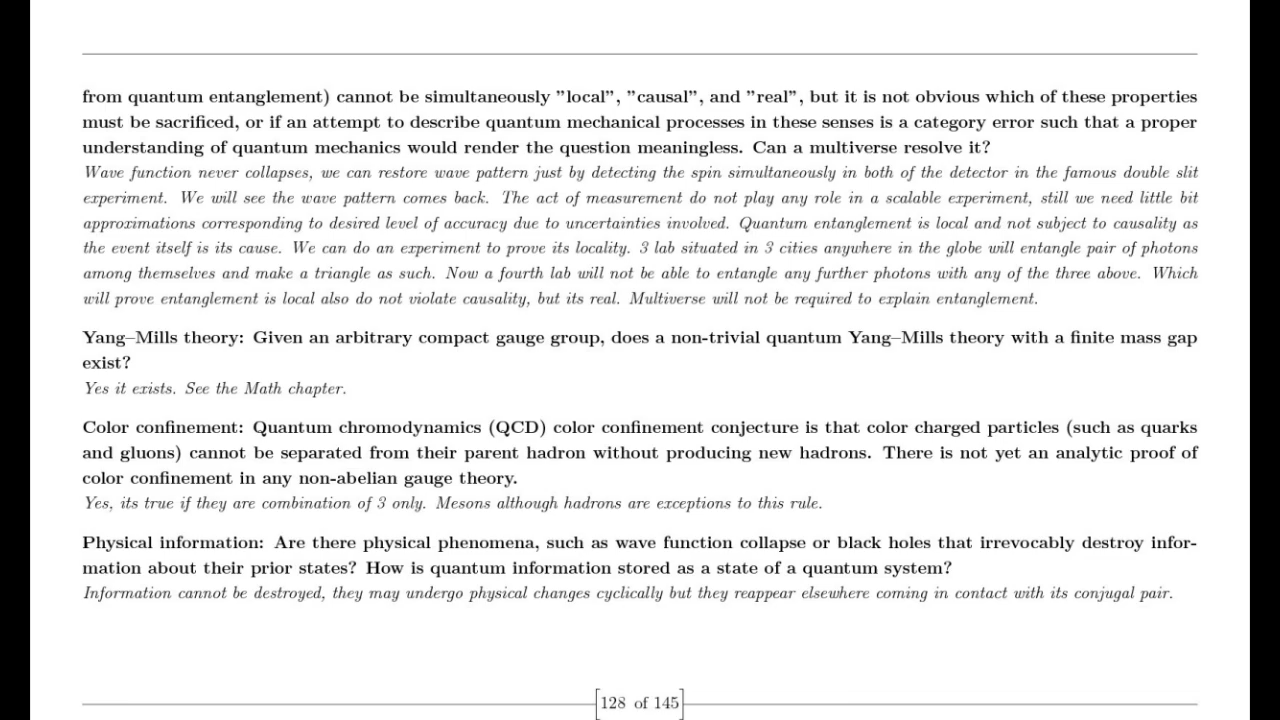 from quantum entanglement) cannot be simultaneously ”local”, ”causal”, and ”real”, but it is not obvious which of these properties
must be sacrificed, or if an attempt to describe quantum mechanical processes in these senses is a category error such that a proper
understanding of quantum mechanics would render the question meaningless. Can a multiverse resolve it?
Wave function never collapses, we can restore wave pattern just by detecting the spin simultaneously in both of the detector in the famous double slit
experiment. We will see the wave pattern comes back. The act of measurement do not play any role in a scalable experiment, still we need little bit
approximations corresponding to desired level of accuracy due to uncertainties involved. Quantum entanglement is local and not subject to causality as
the event itself is its cause. We can do an experiment to prove its locality. 3 lab situated in 3 cities anywhere in the globe will entangle pair of photons
among themselves and make a triangle as such. Now a fourth lab will not be able to entangle any further photons with any of the three above. Which
will prove entanglement is local also do not violate causality, but its real. Multiverse will not be required to explain entanglement.
Yang–Mills theory: Given an arbitrary compact gauge group, does a non-trivial quantum Yang–Mills theory with a finite mass gap
exist?
Yes it exists. See the Math chapter.
Color confinement: Quantum chromodynamics (QCD) color confinement conjecture is that color charged particles (such as quarks
and gluons) cannot be separated from their parent hadron without producing new hadrons. There is not yet an analytic proof of
color confinement in any non-abelian gauge theory.
Yes, its true if they are combination of 3 only. Mesons although hadrons are exceptions to this rule.
Physical information: Are there physical phenomena, such as wave function collapse or black holes that irrevocably destroy infor-
mation about their prior states? How is quantum information stored as a state of a quantum system?
Information cannot be destroyed, they may undergo physical changes cyclically but they reappear elsewhere coming in contact with its conjugal pair.
128 of 145